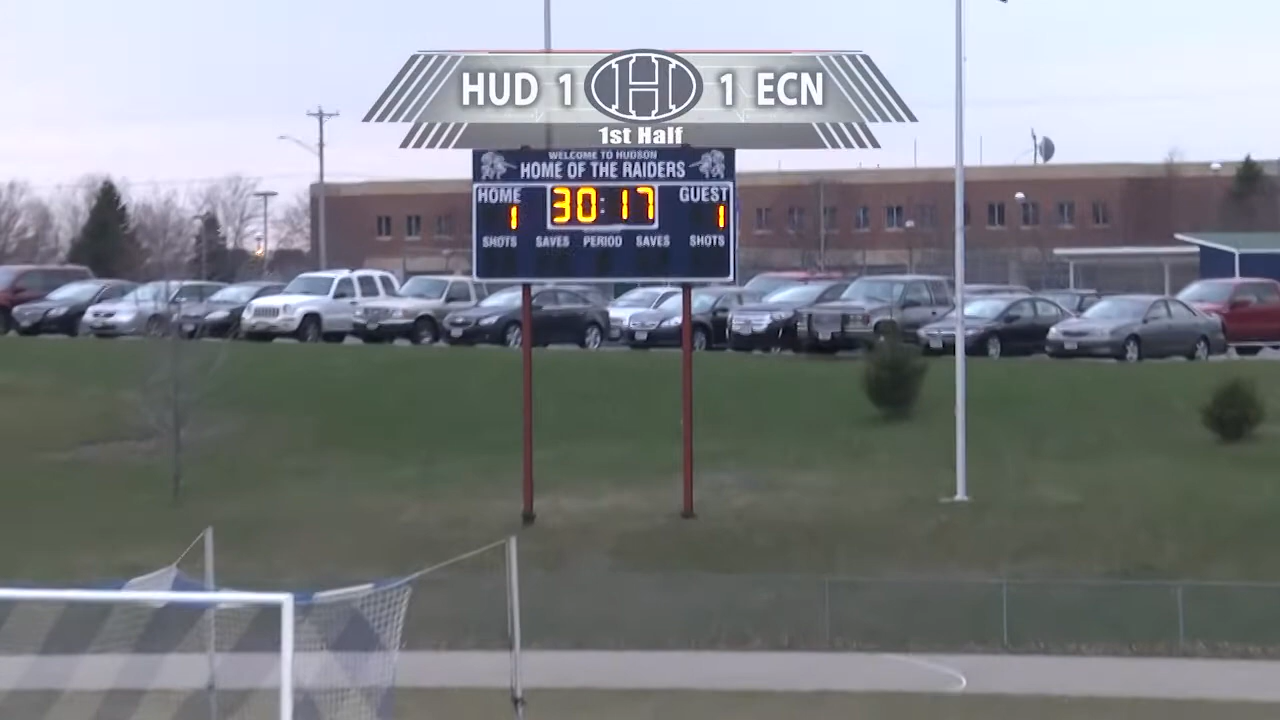 HUD 1 H 1 ECN
1st Half
WELCOME TO HUDSON
HOME OF THE RAIDERS
HOME 30:17 GUEST
1 1
SHOTS SAVES PERIOD SAVES SHOTS